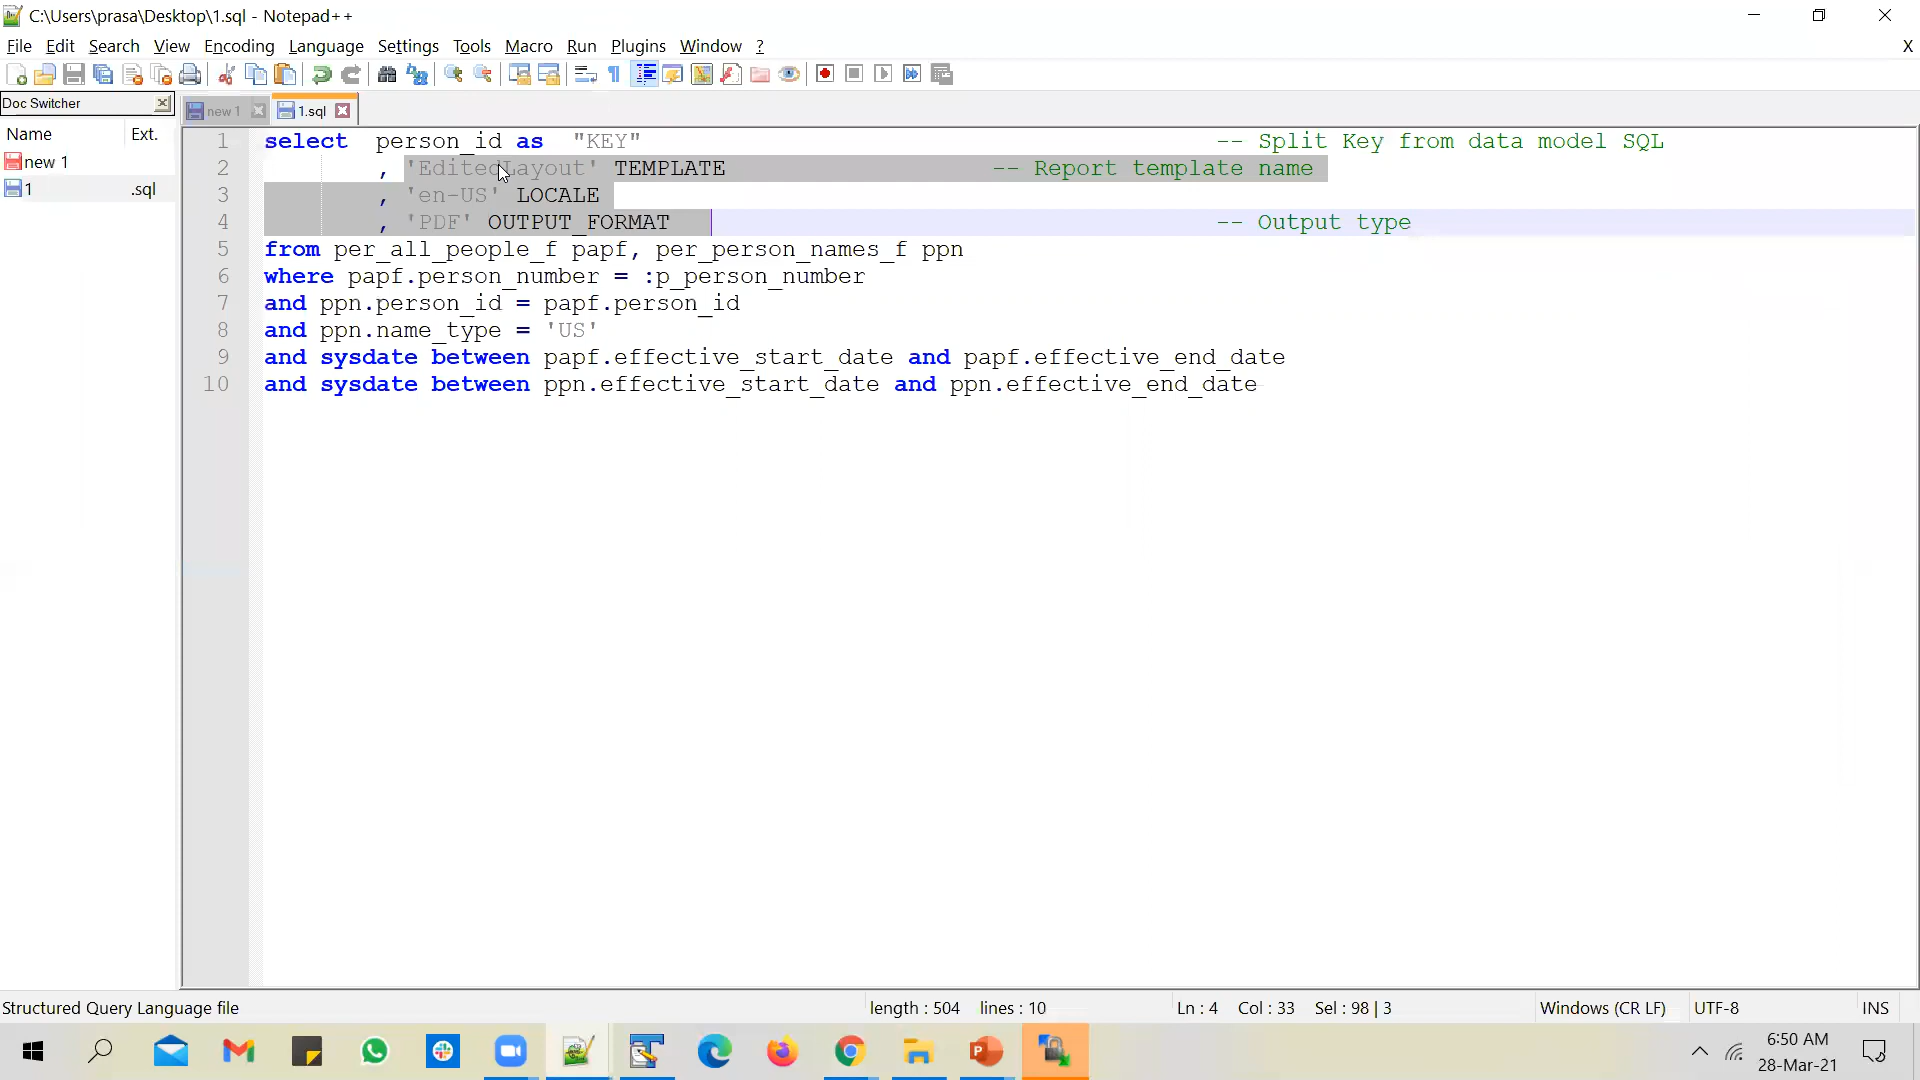 C:\Users\prasa\Desktop\1.sql - Notepad++
File Edit Search View Encoding Language Settings Tools Macro Run Plugins Window ? X
Doc Switcher
new 1 1.sql
Name Ext.
new 1
1 .sql
1 select person_id as "KEY" -- Split Key from data model SQL
2 , 'EditedLayout' TEMPLATE -- Report template name
3 , 'en-US' LOCALE
4 , 'PDF' OUTPUT_FORMAT -- Output type
5 from per_all_people_f papf, per_person_names_f ppn
6 where papf.person_number = :p_person_number
7 and ppn.person_id = papf.person_id
8 and ppn.name_type = 'US'
9 and sysdate between papf.effective_start_date and papf.effective_end_date
10 and sysdate between ppn.effective_start_date and ppn.effective_end_date
Structured Query Language file length : 504 lines : 10 Ln : 4 Col : 33 Sel : 98 | 3 Windows (CR LF) UTF-8 INS
6:50 AM
28-Mar-21